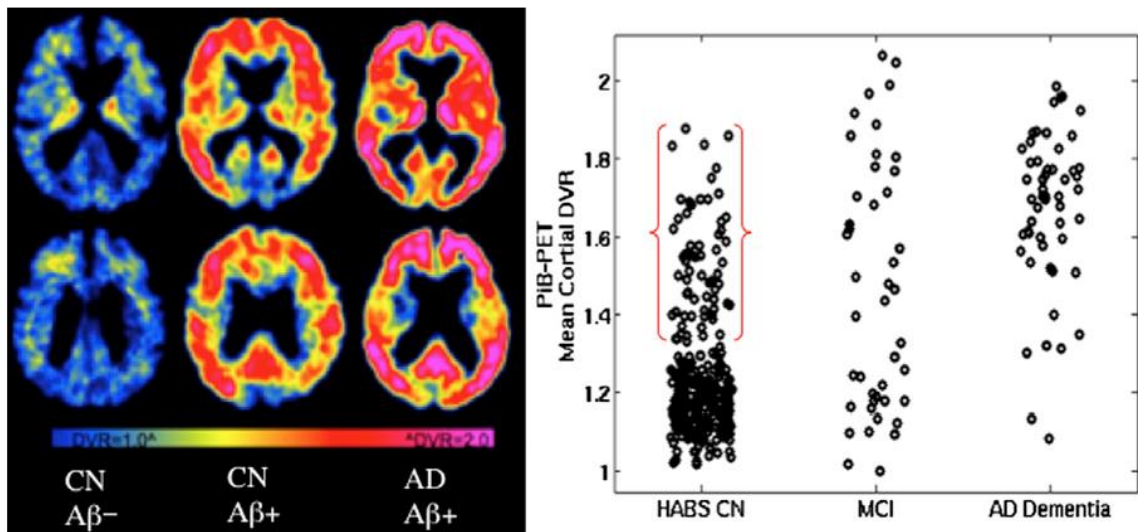 DVR=1.0^ ^DVR=2.0
CN CN AD
Aβ− Aβ+ Aβ+
PiB-PET
Mean Cortial DVR
2
1.8
1.6
1.4
1.2
1
HABS CN MCI AD Dementia